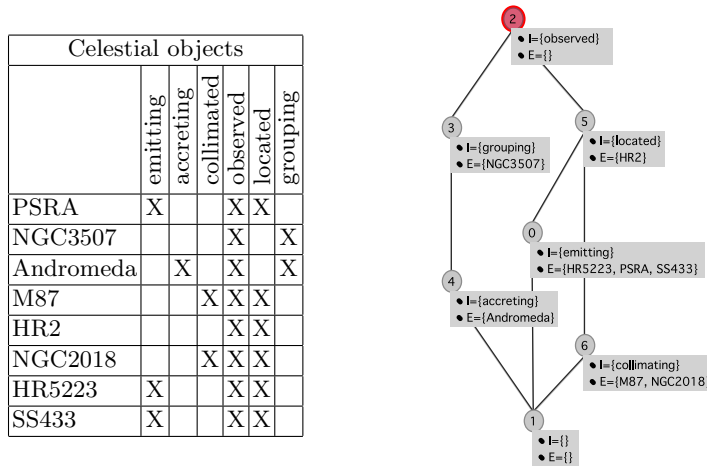 Celestial objects
emitting accreting collimated observed located grouping
PSRA X X X
NGC3507 X X
Andromeda X X X
M87 X X X
HR2 X X
NGC2018 X X X
HR5223 X X X
SS433 X X X
2
I={observed}
E={}
3
I={grouping}
E={NGC3507}
5
I={located}
E={HR2}
0
I={emitting}
E={HR5223, PSRA, SS433}
4
I={accreting}
E={Andromeda}
6
I={collimating}
E={M87, NGC2018}
1
I={}
E={}